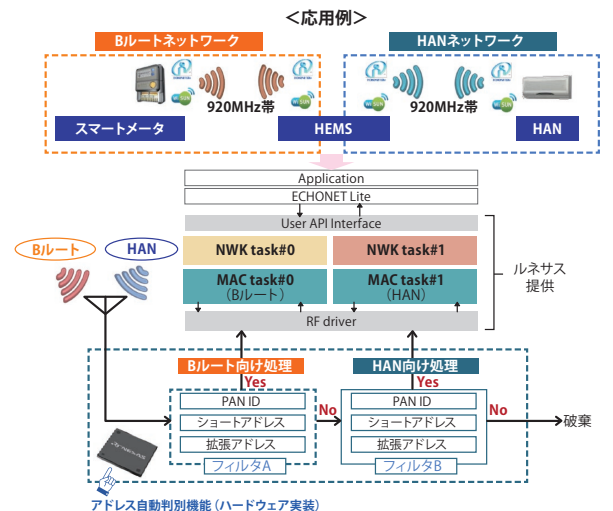 <応用例>
Bルートネットワーク
HANネットワーク
920MHz帯
920MHz帯
スマートメータ
HEMS
HAN
Application
ECHONET Lite
User API Interface
Bルート
HAN
NWK task#0
NWK task#1
MAC task#0
(Bルート)
MAC task#1
(HAN)
RF driver
ルネサス
提供
Bルート向け処理
HAN向け処理
Yes
Yes
PAN ID
ショートアドレス
拡張アドレス
フィルタA
No
PAN ID
ショートアドレス
拡張アドレス
フィルタB
No
破棄
RENESAS
アドレス自動判別機能(ハードウェア実装)